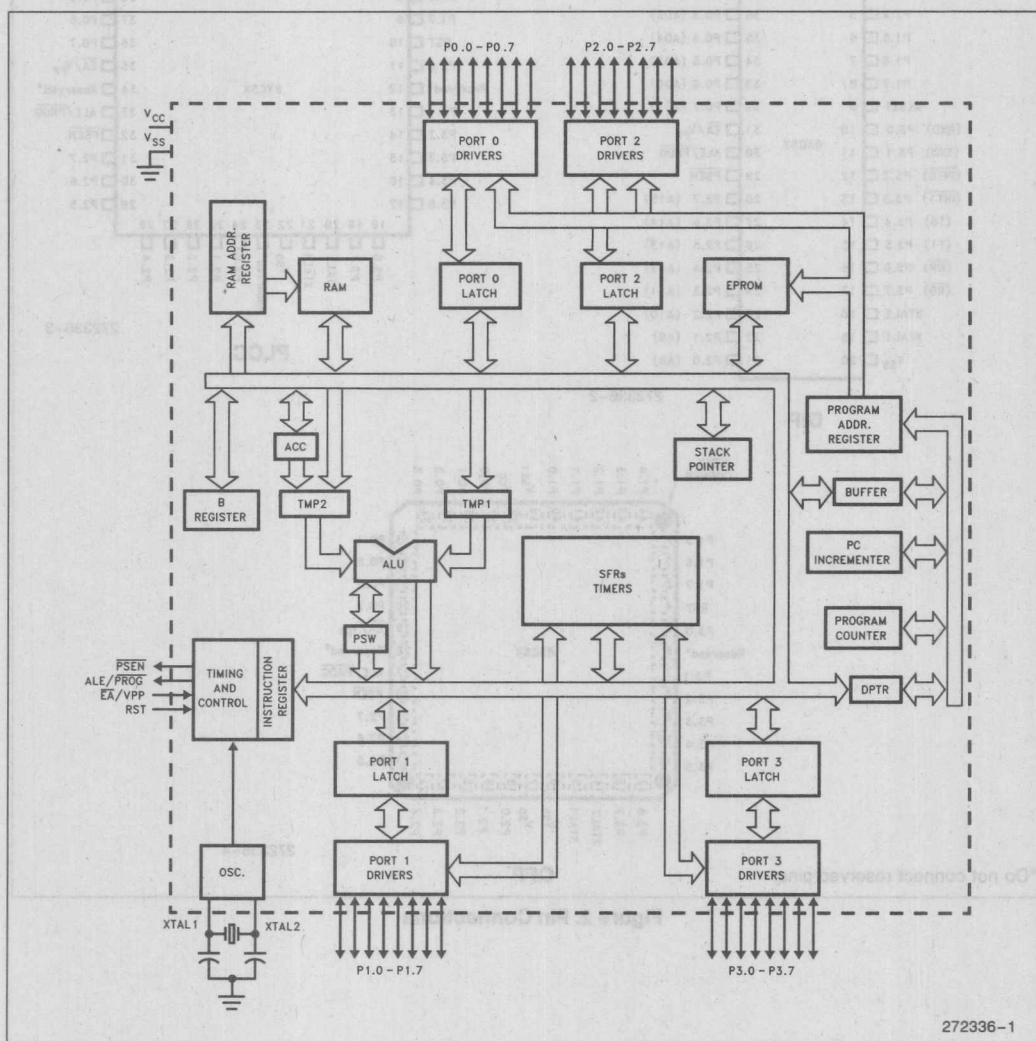 P0.0 – P0.7
P2.0 – P2.7
VCC
VSS
PORT 0
DRIVERS
PORT 2
DRIVERS
*RAM ADDR.
REGISTER
RAM
PORT 0
LATCH
PORT 2
LATCH
EPROM
PROGRAM
ADDR.
REGISTER
ACC
STACK
POINTER
B
REGISTER
TMP2
TMP1
BUFFER
ALU
SFRs
TIMERS
PC
INCREMENTER
PSW
PROGRAM
COUNTER
PSEN
ALE/PROG
EA/VPP
RST
TIMING
AND
CONTROL
INSTRUCTION
REGISTER
DPTR
PORT 1
LATCH
PORT 3
LATCH
OSC.
PORT 1
DRIVERS
PORT 3
DRIVERS
XTAL1
XTAL2
P1.0 – P1.7
P3.0 – P3.7
272336–1